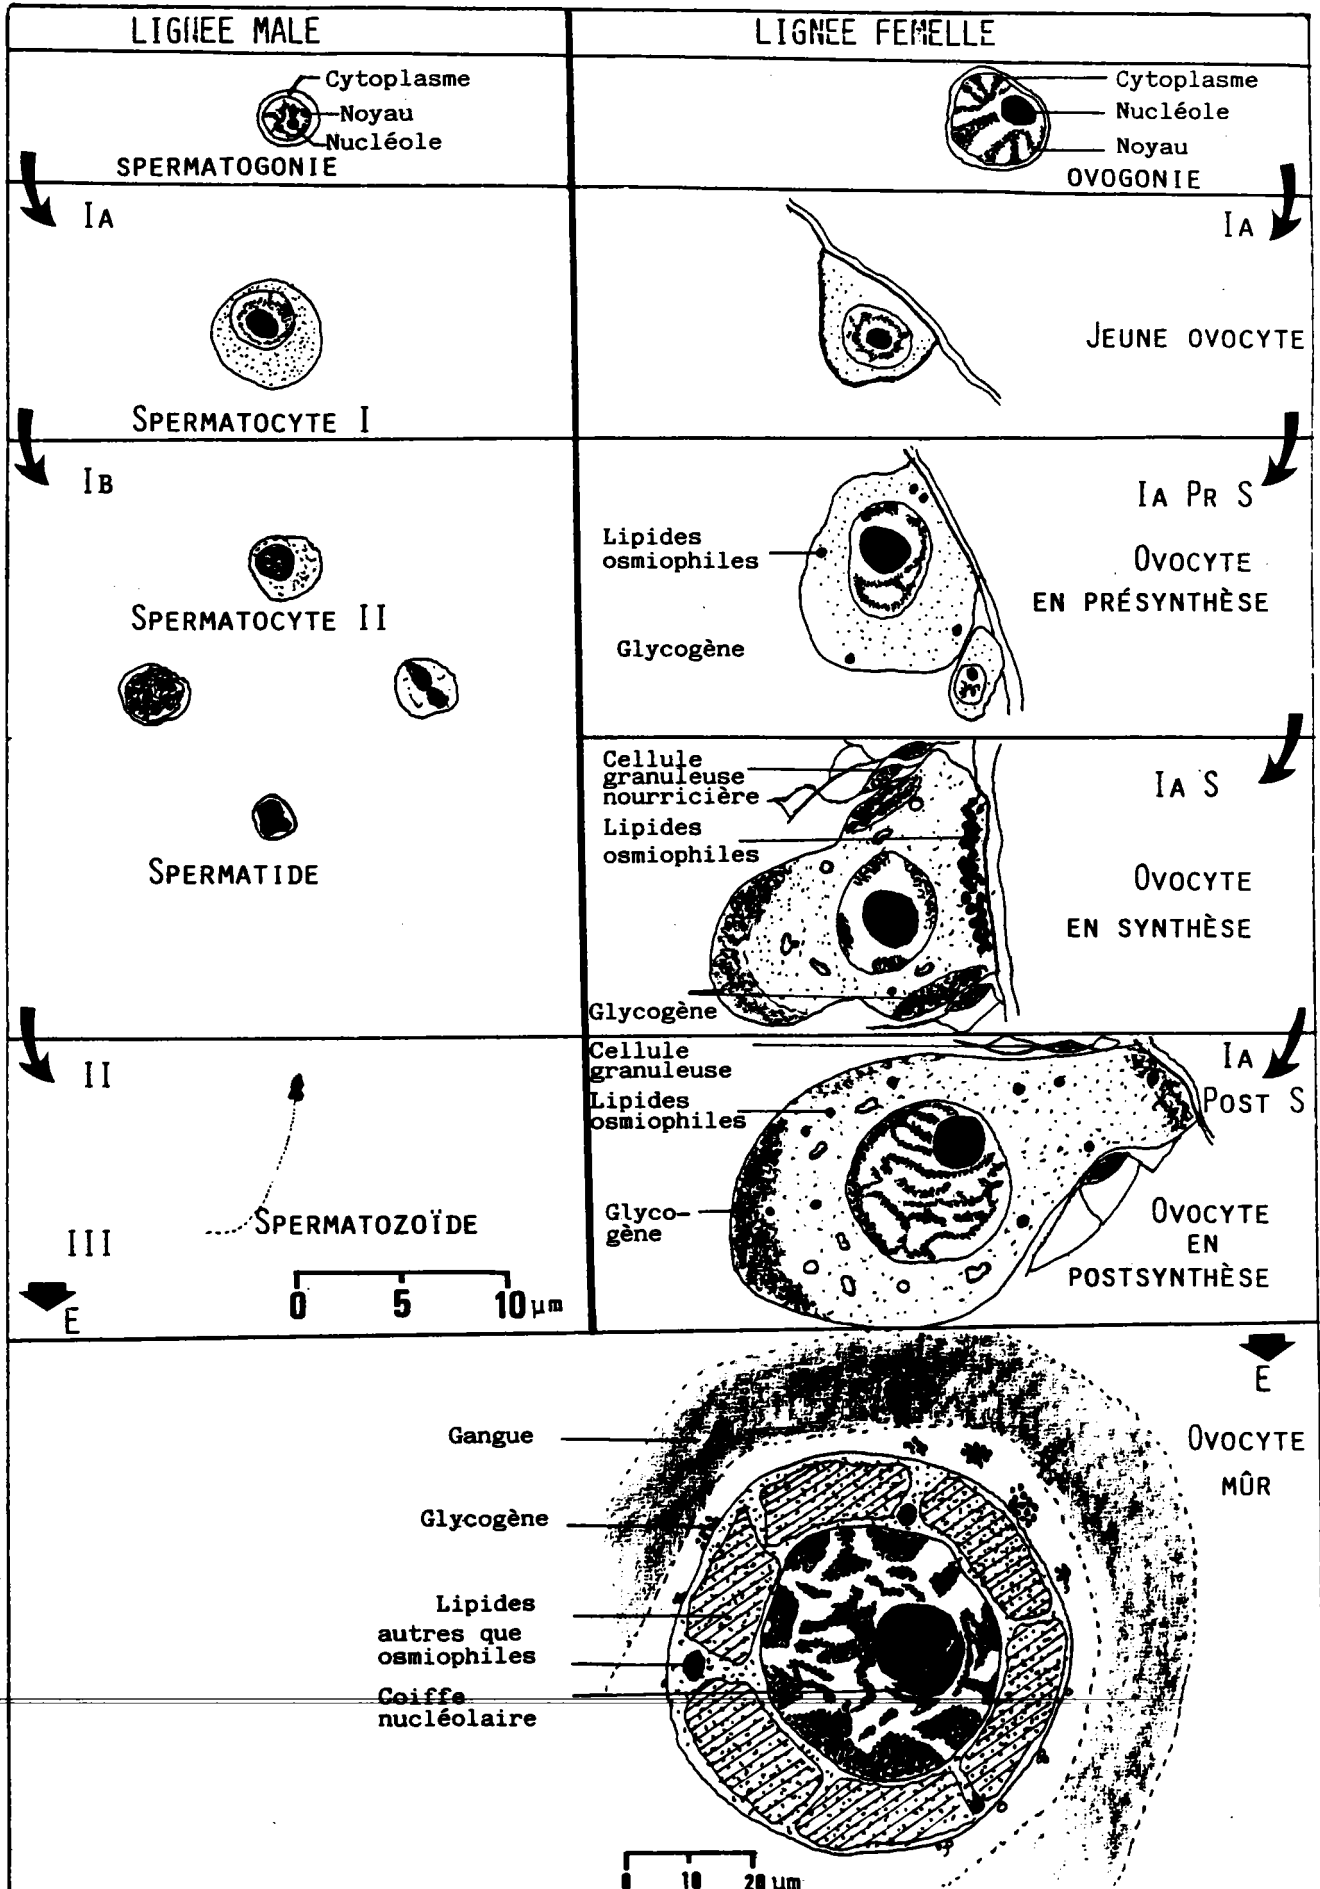 LIGNEE MALE
LIGNEE FEMELLE
Cytoplasme
Noyau
Nucléole
SPERMATOGONIE
Cytoplasme
Nucléole
Noyau
OVOGONIE
IA
SPERMATOCYTE I
IA
JEUNE OVOCYTE
IB
SPERMATOCYTE II
SPERMATIDE
Lipides
osmiophiles
Glycogène
IA PR S
OVOCYTE
EN PRÉSYNTHÈSE
Cellule
granuleuse
nourricière
Lipides
osmiophiles
Glycogène
IA S
OVOCYTE
EN SYNTHÈSE
II
SPERMATOZOÏDE
III
E
0 5 10 µm
Cellule
granuleuse
Lipides
osmiophiles
Glyco-
gène
IA
POST S
OVOCYTE
EN
POSTSYNTHÈSE
E
OVOCYTE
MÛR
Gangue
Glycogène
Lipides
autres que
osmiophiles
Coiffe
nucléolaire
0 10 20 µm